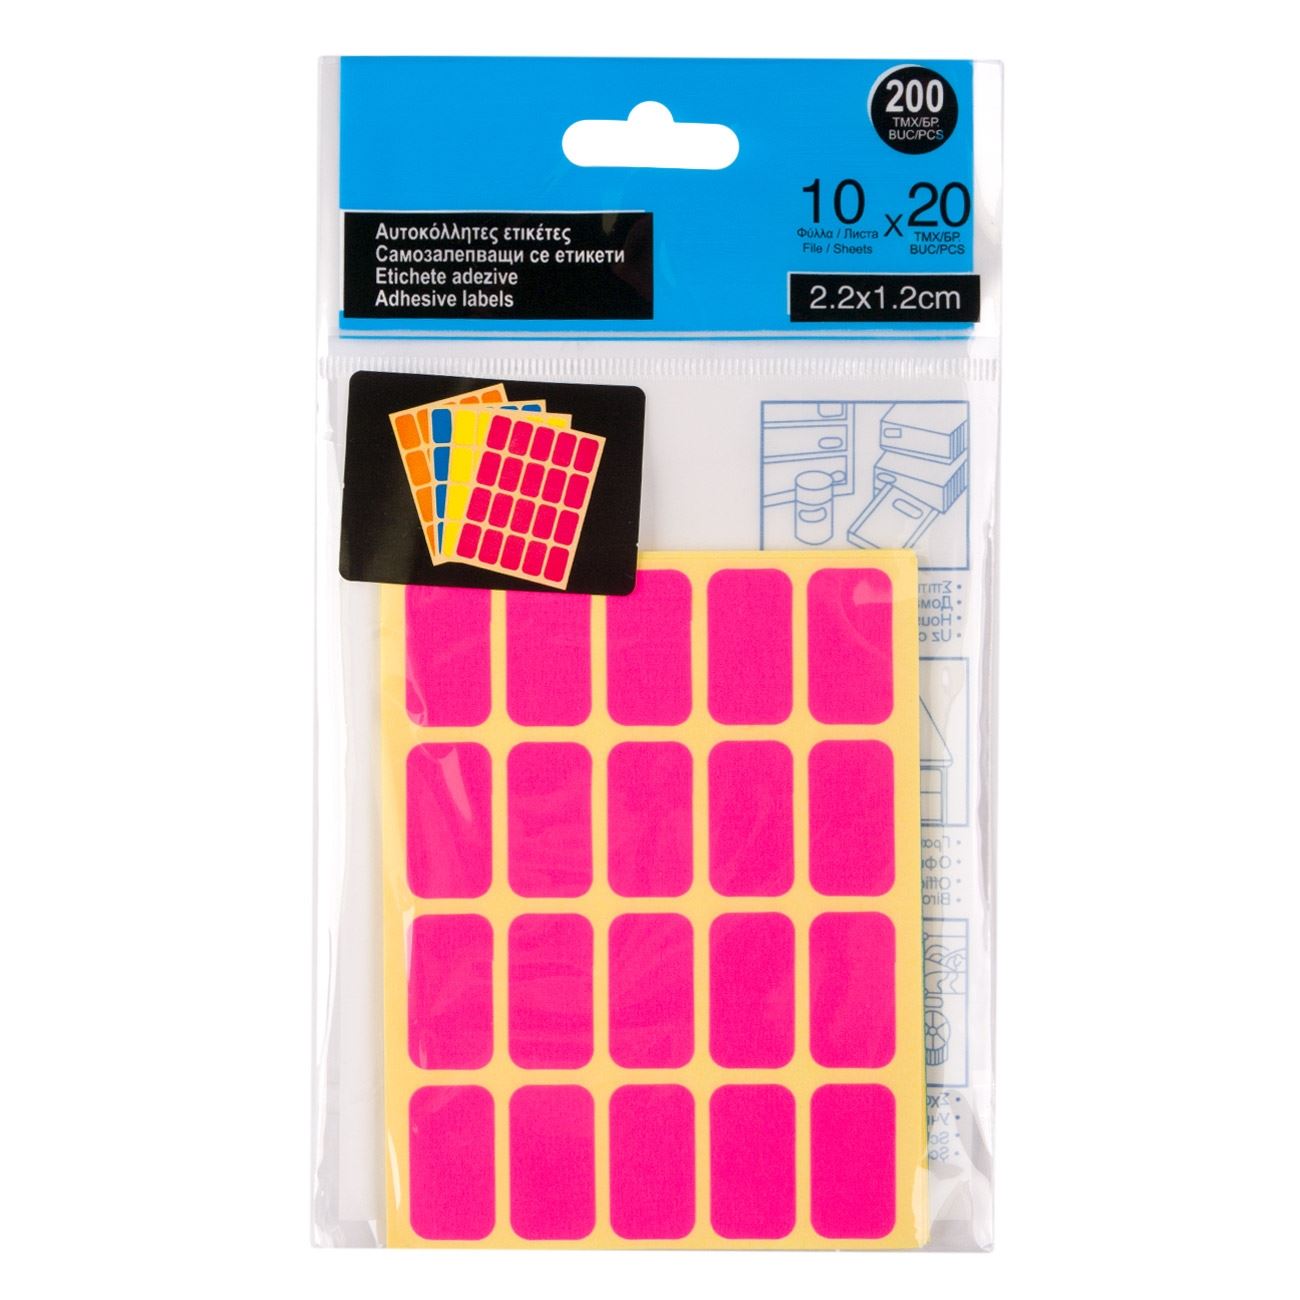 200
ΤΜΧ/БР.
BUC/PCS
10 x 20
Φύλλα / Листа
File / Sheets
ΤΜΧ/БР.
BUC/PCS
2.2x1.2cm
Αυτοκόλλητες ετικέτες
Самозалепващи се етикети
Etichete adezive
Adhesive labels